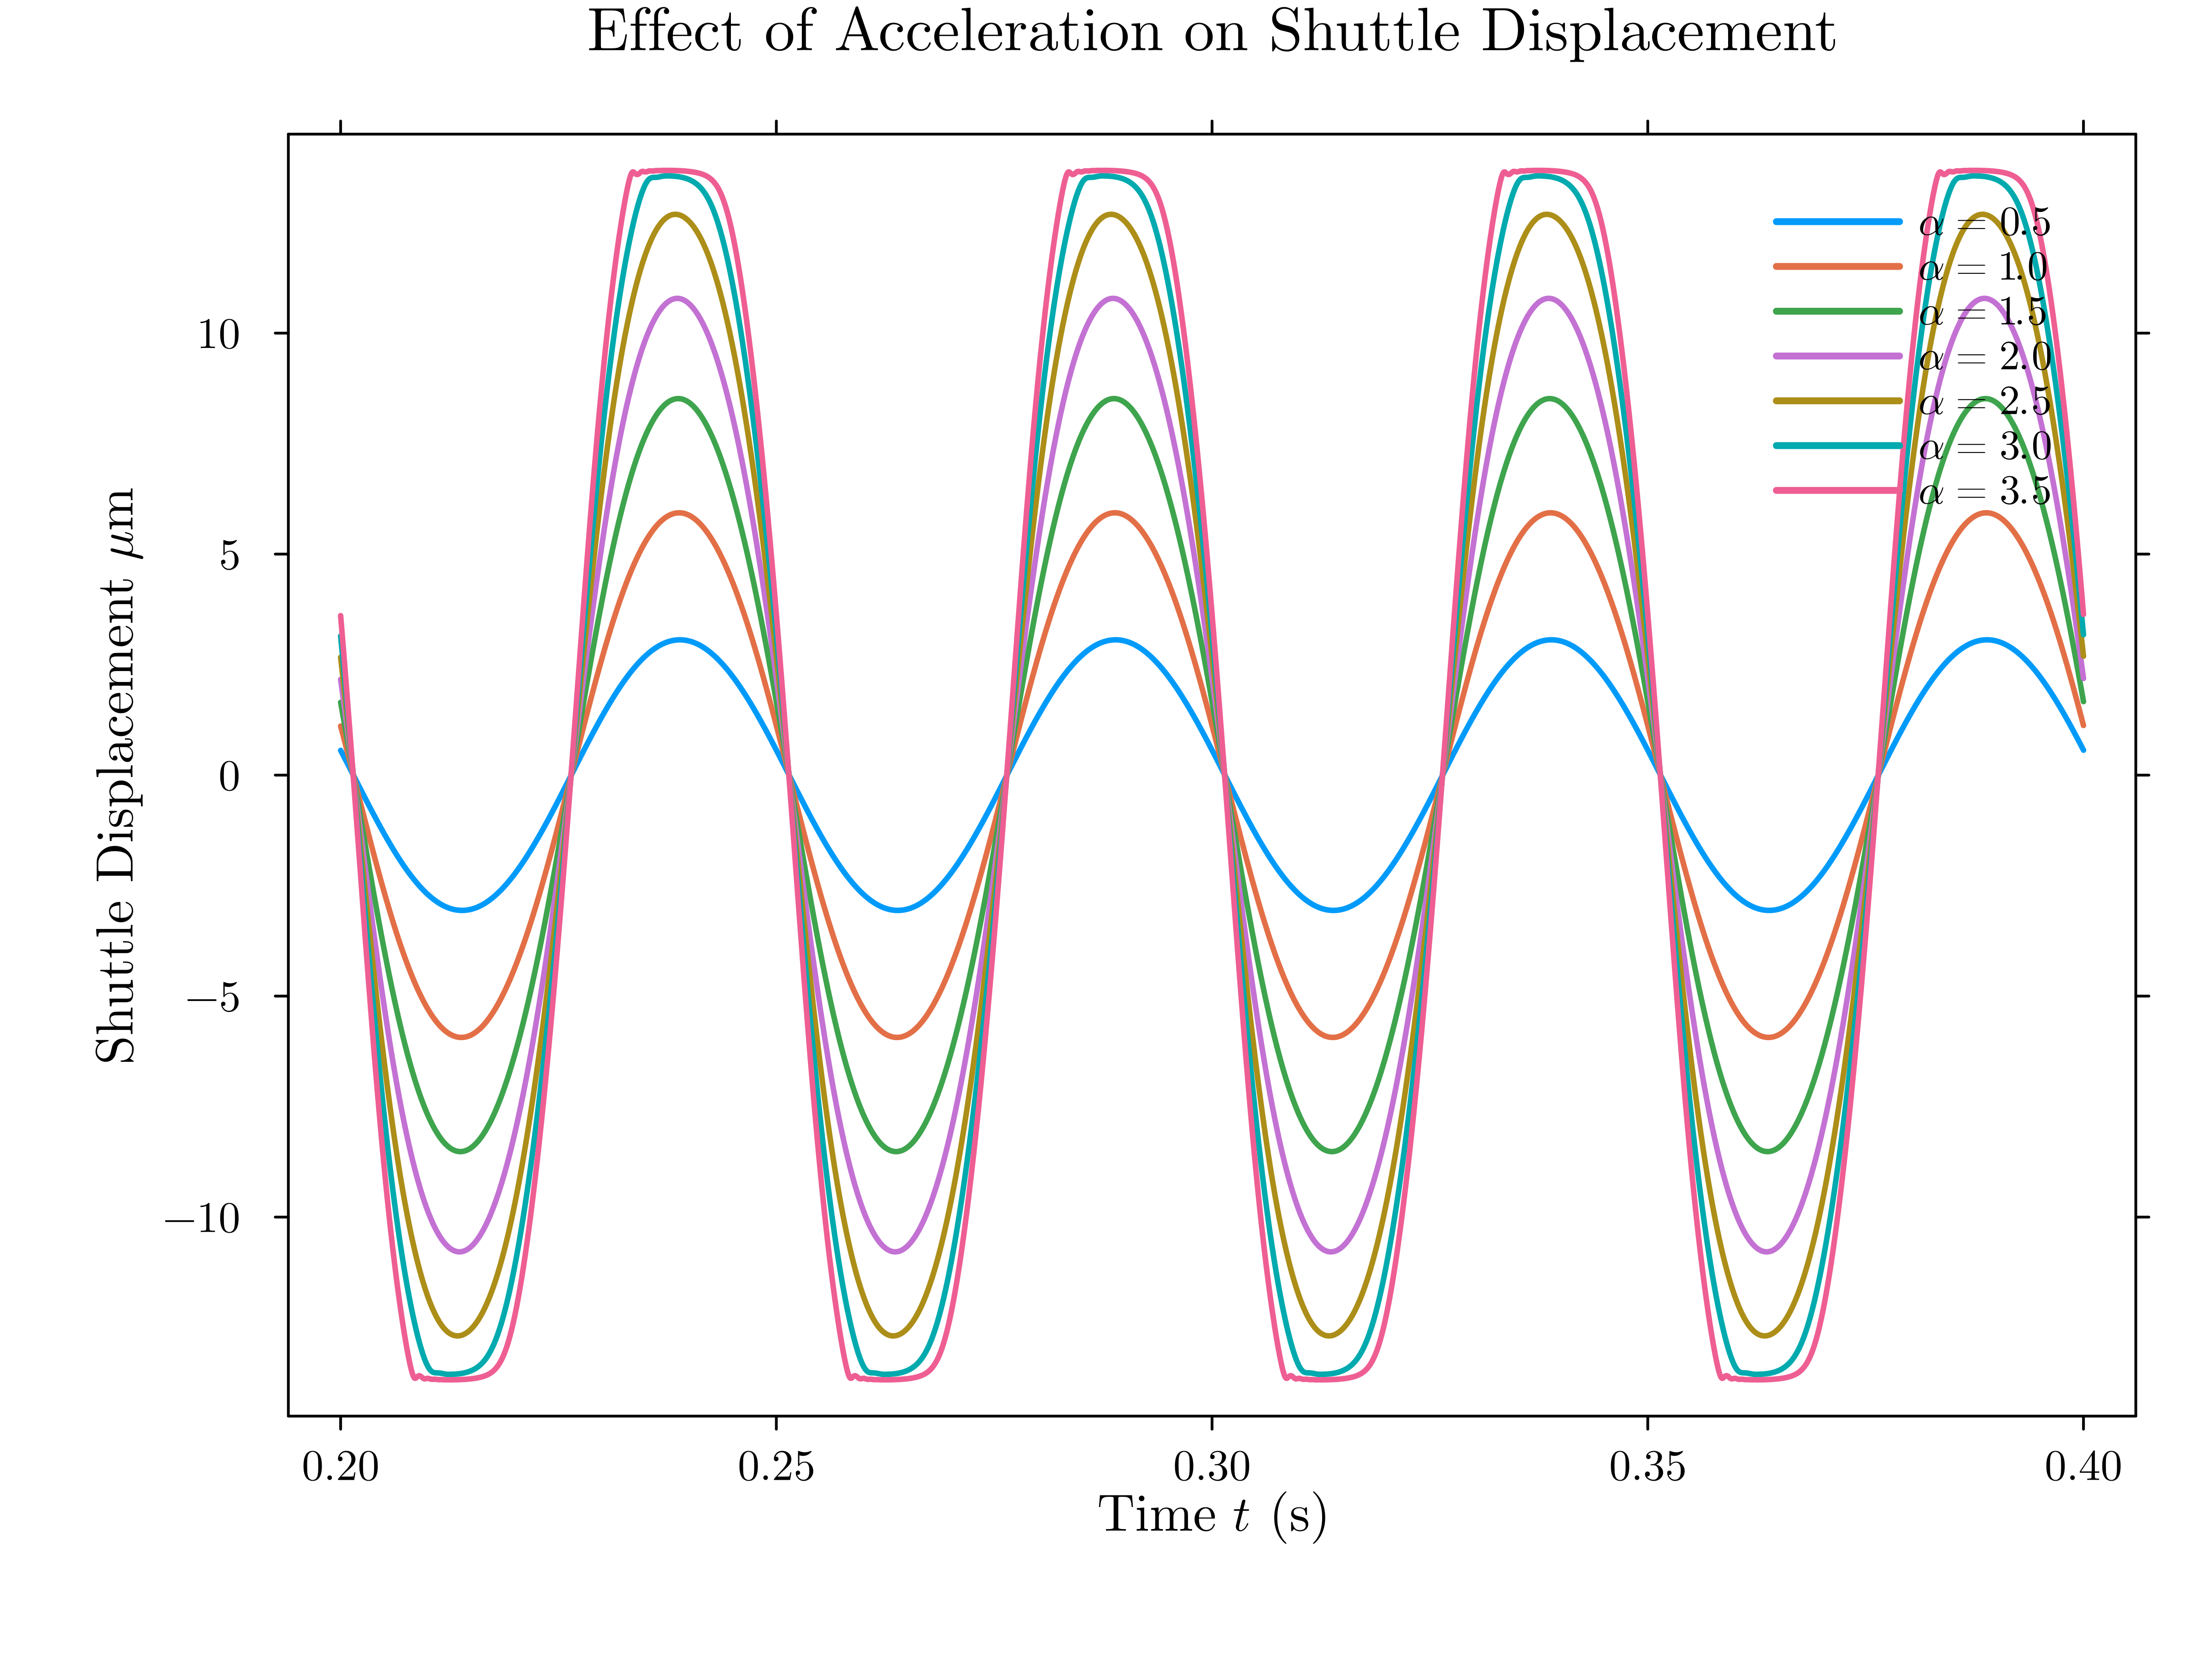 Effect of Acceleration on Shuttle Displacement
α = 0.5
α = 1.0
α = 1.5
α = 2.0
α = 2.5
α = 3.0
α = 3.5
10
5
0
−5
−10
Shuttle Displacement μm
0.20 0.25 0.30 0.35 0.40
Time t (s)